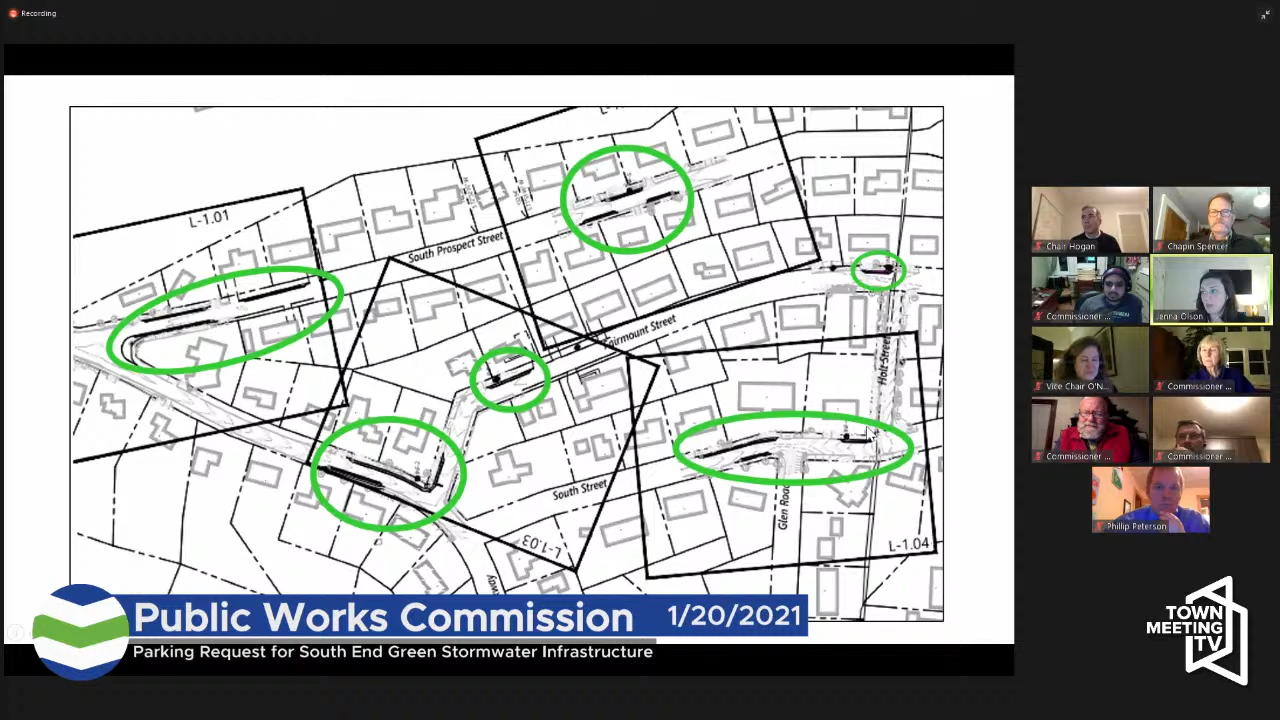 Recording
L-1.01
South Prospect Street
Fairmount Street
Holt Street
South Street
Glen Road
L-1.03
L-1.04
Chair Hogan
Chapin Spencer
Commissioner ...
Jenna Olson
Vice Chair O'N...
Commissioner ...
Commissioner ...
Commissioner ...
Phillip Peterson
Public Works Commission
1/20/2021
Parking Request for South End Green Stormwater Infrastructure
TOWN
MEETING
TV